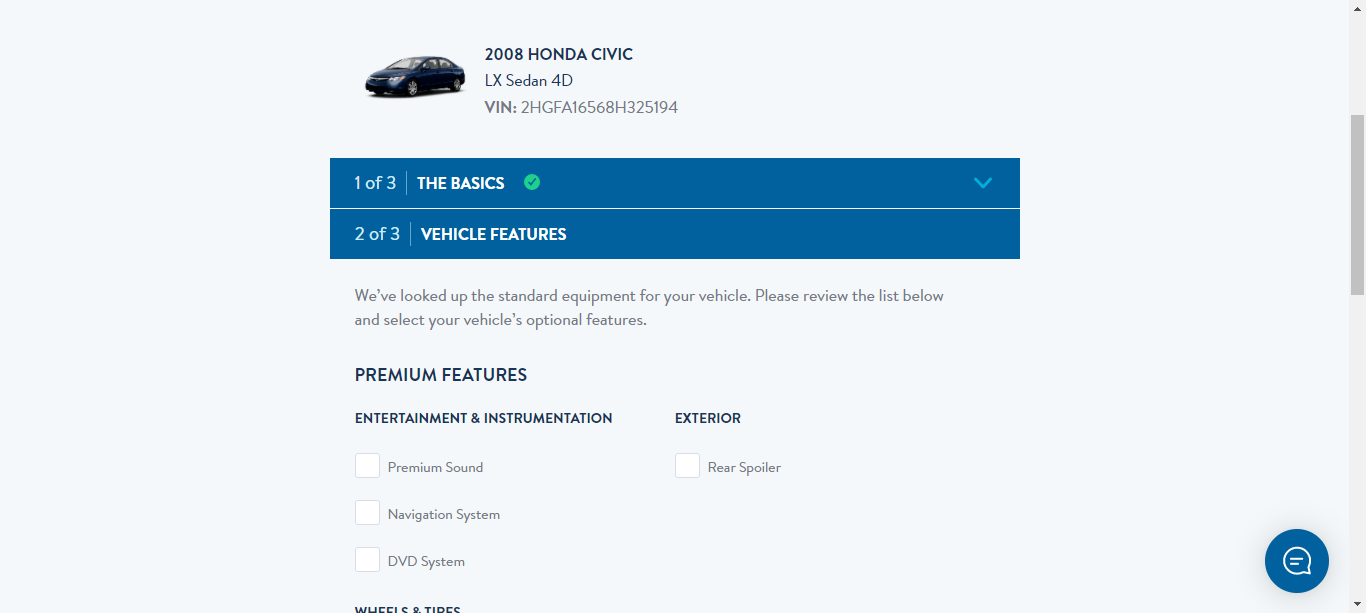 2008 HONDA CIVIC
LX Sedan 4D
VIN: 2HGFA16568H325194
1 of 3 THE BASICS
2 of 3 VEHICLE FEATURES
We’ve looked up the standard equipment for your vehicle. Please review the list below
and select your vehicle’s optional features.
PREMIUM FEATURES
ENTERTAINMENT & INSTRUMENTATION
Premium Sound
Navigation System
DVD System
EXTERIOR
Rear Spoiler
WHEELS & TIRES